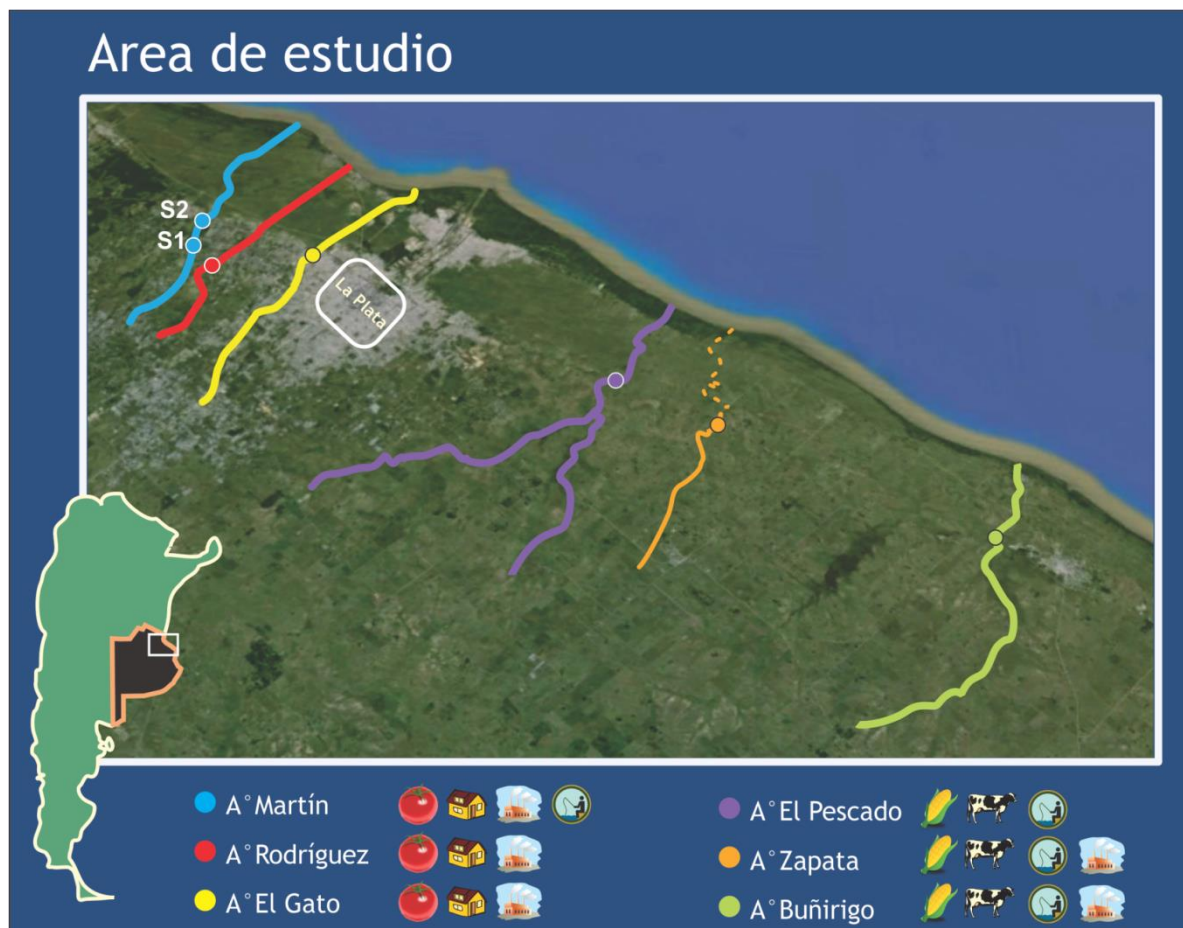 Area de estudio
S2
S1
La Plata
A° Martín
A° Rodríguez
A° El Gato
A° El Pescado
A° Zapata
A° Buñirigo